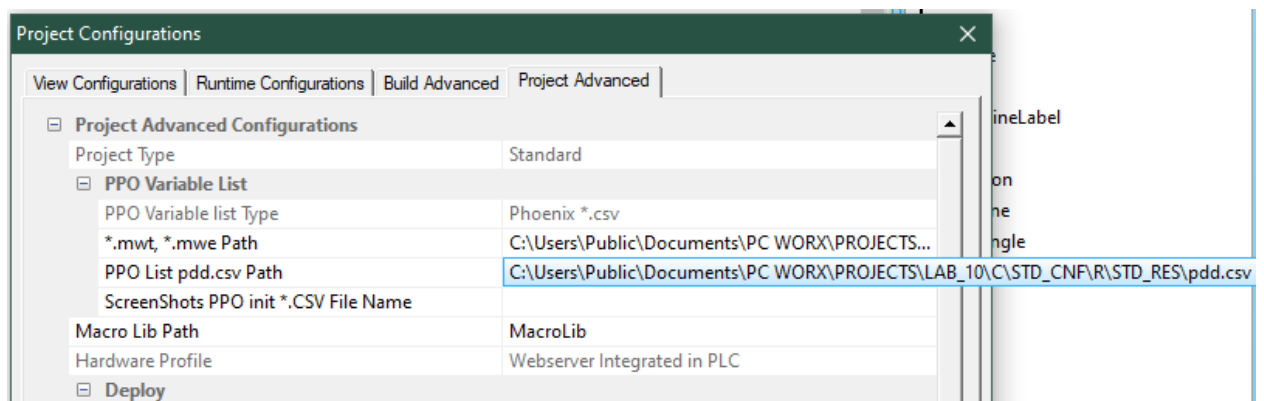 Project Configurations
View Configurations Runtime Configurations Build Advanced Project Advanced
Project Advanced Configurations
Project Type Standard
PPO Variable List
PPO Variable list Type Phoenix *.csv
*.mwt, *.mwe Path C:\Users\Public\Documents\PC WORX\PROJECTS...
PPO List pdd.csv Path C:\Users\Public\Documents\PC WORX\PROJECTS\LAB_10\C\STD_CNF\R\STD_RES\pdd.csv
ScreenShots PPO init *.CSV File Name
Macro Lib Path MacroLib
Hardware Profile Webserver Integrated in PLC
Deploy
ineLabel
on
ne
ngle